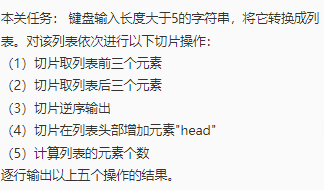 本关任务： 键盘输入长度大于5的字符串，将它转换成列
表。对该列表依次进行以下切片操作：
（1）切片取列表前三个元素
（2）切片取列表后三个元素
（3）切片逆序输出
（4）切片在列表头部增加元素"head"
（5）计算列表的元素个数
逐行输出以上五个操作的结果。